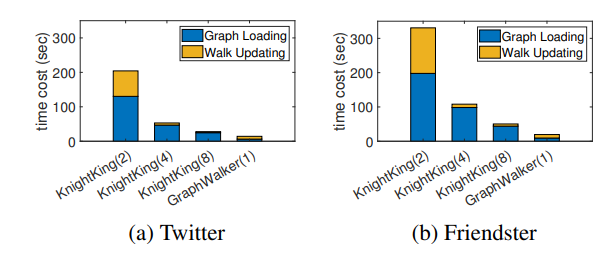 time cost (sec)
300
200
100
0
Graph Loading
Walk Updating
KnightKing(2)
KnightKing(4)
KnightKing(8)
GraphWalker(1)
(a) Twitter
time cost (sec)
300
200
100
0
Graph Loading
Walk Updating
KnightKing(2)
KnightKing(4)
KnightKing(8)
GraphWalker(1)
(b) Friendster